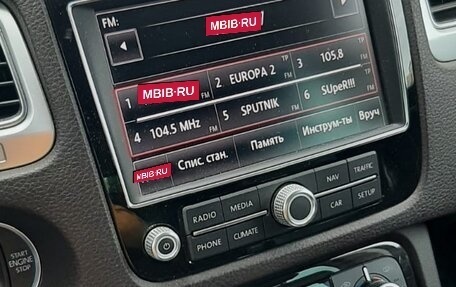 FM:
MBIB·RU
1 MBIB·RU FM
2 EUROPA 2 TP FM
3 105.8 TP FM
4 104.5 MHz FM
5 SPUTNIK FM
6 SUpeR!!! FM
MBIB·RU
Спис. стан.
Память
Инструм-ты
Вруч
RADIO
MEDIA
NAV
TRAFFIC
PHONE
CLIMATE
CAR
SETUP
START
ENGINE
STOP